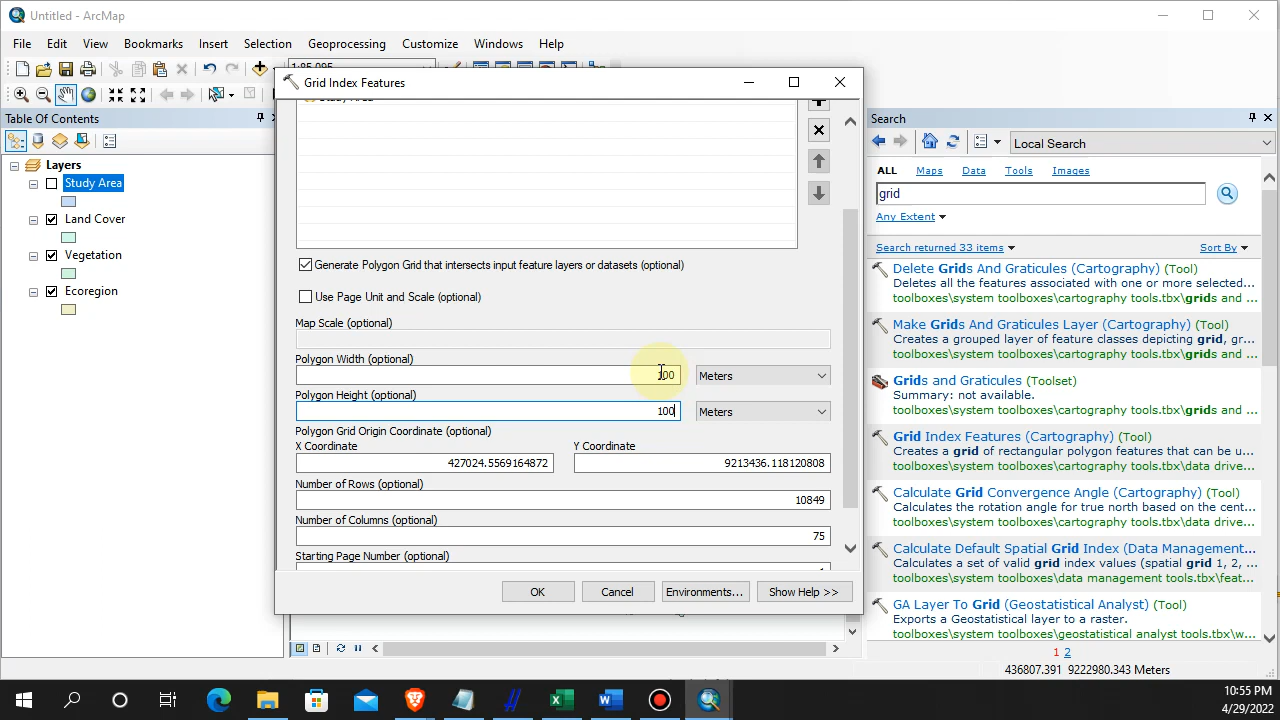 Untitled - ArcMap
File Edit View Bookmarks Insert Selection Geoprocessing Customize Windows Help
Table Of Contents
Layers
Study Area
Land Cover
Vegetation
Ecoregion
Grid Index Features
Generate Polygon Grid that intersects input feature layers or datasets (optional)
Use Page Unit and Scale (optional)
Map Scale (optional)
Polygon Width (optional)
100 Meters
Polygon Height (optional)
100 Meters
Polygon Grid Origin Coordinate (optional)
X Coordinate Y Coordinate
427024.5569164872 9213436.118120808
Number of Rows (optional)
10849
Number of Columns (optional)
75
Starting Page Number (optional)
OK Cancel Environments... Show Help >>
Search
Local Search
ALL Maps Data Tools Images
grid
Any Extent
Search returned 33 items Sort By
Delete Grids And Graticules (Cartography) (Tool)
Deletes all the features associated with one or more selected...
toolboxes\system toolboxes\cartography tools.tbx\grids and ...
Make Grids And Graticules Layer (Cartography) (Tool)
Creates a grouped layer of feature classes depicting grid, gr...
toolboxes\system toolboxes\cartography tools.tbx\grids and ...
Grids and Graticules (Toolset)
Summary: not available.
toolboxes\system toolboxes\cartography tools.tbx\grids and ...
Grid Index Features (Cartography) (Tool)
Creates a grid of rectangular polygon features that can be u...
toolboxes\system toolboxes\cartography tools.tbx\data drive...
Calculate Grid Convergence Angle (Cartography) (Tool)
Calculates the rotation angle for true north based on the cent...
toolboxes\system toolboxes\cartography tools.tbx\data drive...
Calculate Default Spatial Grid Index (Data Management...
Calculates a set of valid grid index values (spatial grid 1, 2, ...
toolboxes\system toolboxes\data management tools.tbx\feat...
GA Layer To Grid (Geostatistical Analyst) (Tool)
Exports a Geostatistical layer to a raster.
toolboxes\system toolboxes\geostatistical analyst tools.tbx\w...
1 2
436807.391 9222980.343 Meters
10:55 PM
4/29/2022